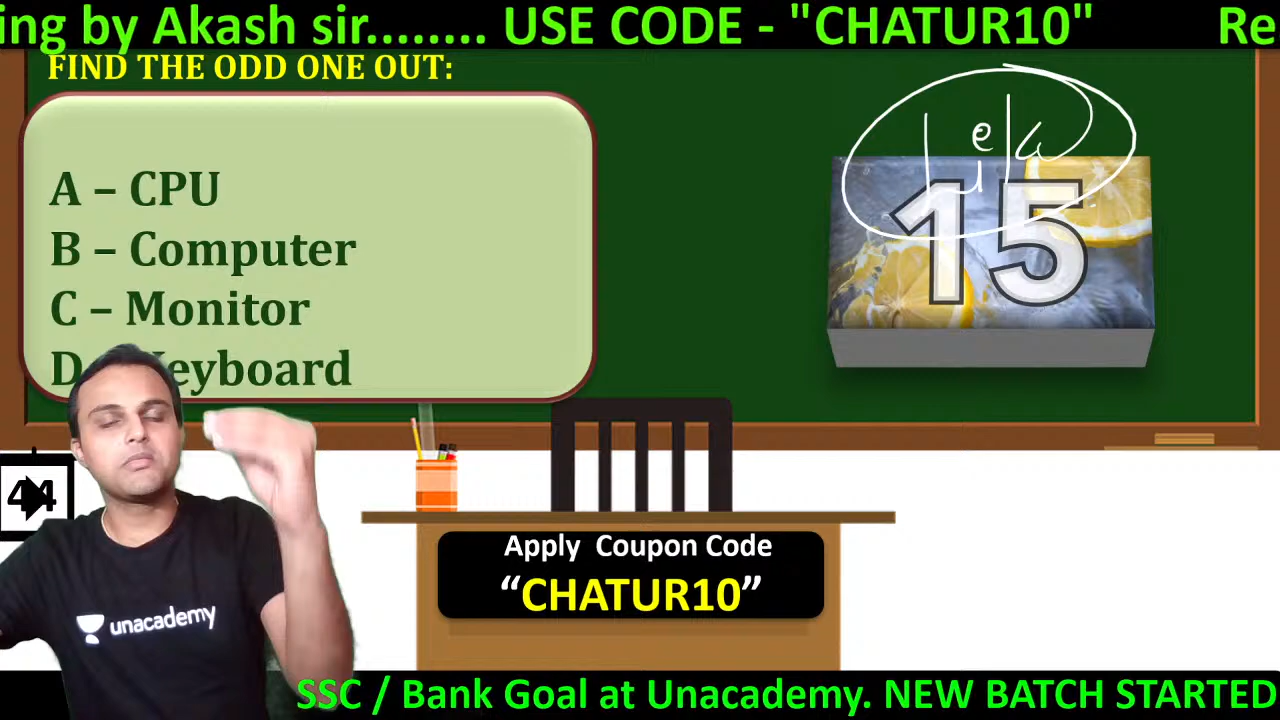 ing by Akash sir........ USE CODE - "CHATUR10" Re
FIND THE ODD ONE OUT:
A – CPU
B – Computer
C – Monitor
D Keyboard
15
44
unacademy
Apply Coupon Code
“CHATUR10”
SSC / Bank Goal at Unacademy. NEW BATCH STARTED